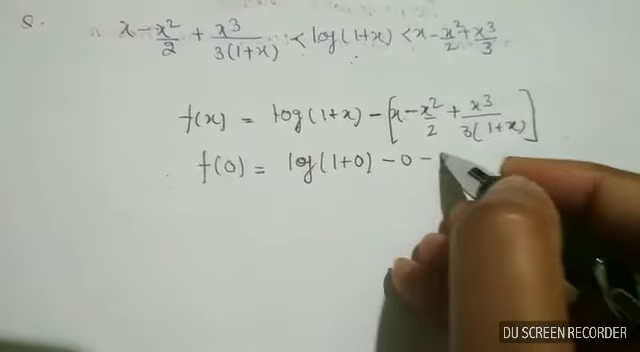 8. x - x²/2 + x³/3(1+x) < log(1+x) < x - x²/2 + x³/3
f(x) = log(1+x) - [x - x²/2 + x³/3(1+x)]
f(0) = log(1+0) - 0 -
DU SCREEN RECORDER